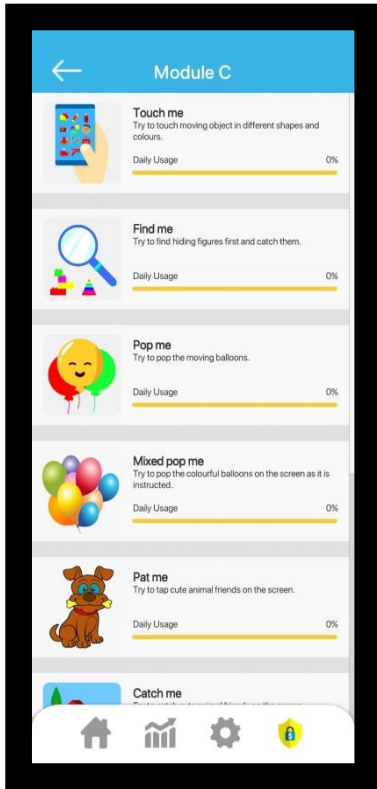 Module C
Touch me
Try to touch moving object in different shapes and
colours.
Daily Usage 0%
Find me
Try to find hiding figures first and catch them.
Daily Usage 0%
Pop me
Try to pop the moving balloons.
Daily Usage 0%
Mixed pop me
Try to pop the colourful balloons on the screen as it is
instructed.
Daily Usage 0%
Pat me
Try to tap cute animal friends on the screen.
Daily Usage 0%
Catch me